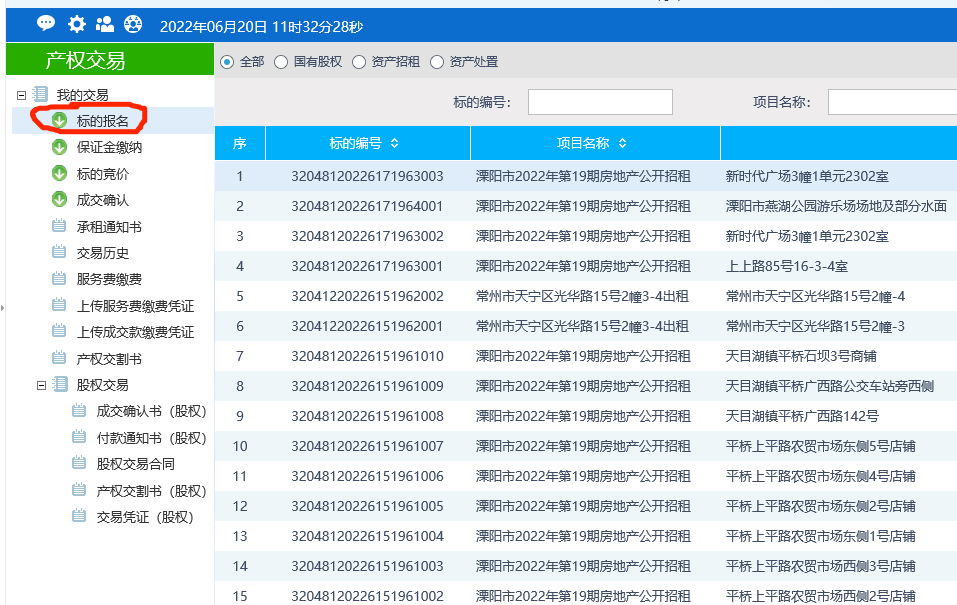 2022年06月20日 11时32分28秒
产权交易
我的交易
标的报名
保证金缴纳
标的竞价
成交确认
承租通知书
交易历史
服务费缴费
上传服务费缴费凭证
上传成交款缴费凭证
产权交割书
股权交易
成交确认书（股权）
付款通知书（股权）
股权交易合同
产权交割书（股权）
交易凭证（股权）
全部 国有股权 资产招租 资产处置
标的编号： 项目名称：
序 标的编号 项目名称
1 32048120226171963003 溧阳市2022年第19期房地产公开招租 新时代广场3幢1单元2302室
2 32048120226171964001 溧阳市2022年第19期房地产公开招租 溧阳市燕湖公园游乐场场地及部分水面
3 32048120226171963002 溧阳市2022年第19期房地产公开招租 新时代广场3幢1单元2302室
4 32048120226171963001 溧阳市2022年第19期房地产公开招租 上上路85号16-3-4室
5 32041220226151962002 常州市天宁区光华路15号2幢3-4出租 常州市天宁区光华路15号2幢-4
6 32041220226151962001 常州市天宁区光华路15号2幢3-4出租 常州市天宁区光华路15号2幢-3
7 32048120226151961010 溧阳市2022年第19期房地产公开招租 天目湖镇平桥石坝3号商铺
8 32048120226151961009 溧阳市2022年第19期房地产公开招租 天目湖镇平桥广西路公交车站旁西侧
9 32048120226151961008 溧阳市2022年第19期房地产公开招租 天目湖镇平桥广西路142号
10 32048120226151961007 溧阳市2022年第19期房地产公开招租 平桥上平路农贸市场东侧5号店铺
11 32048120226151961006 溧阳市2022年第19期房地产公开招租 平桥上平路农贸市场东侧4号店铺
12 32048120226151961005 溧阳市2022年第19期房地产公开招租 平桥上平路农贸市场东侧2号店铺
13 32048120226151961004 溧阳市2022年第19期房地产公开招租 平桥上平路农贸市场东侧1号店铺
14 32048120226151961003 溧阳市2022年第19期房地产公开招租 平桥上平路农贸市场西侧3号店铺
15 32048120226151961002 溧阳市2022年第19期房地产公开招租 平桥上平路农贸市场西侧2号店铺